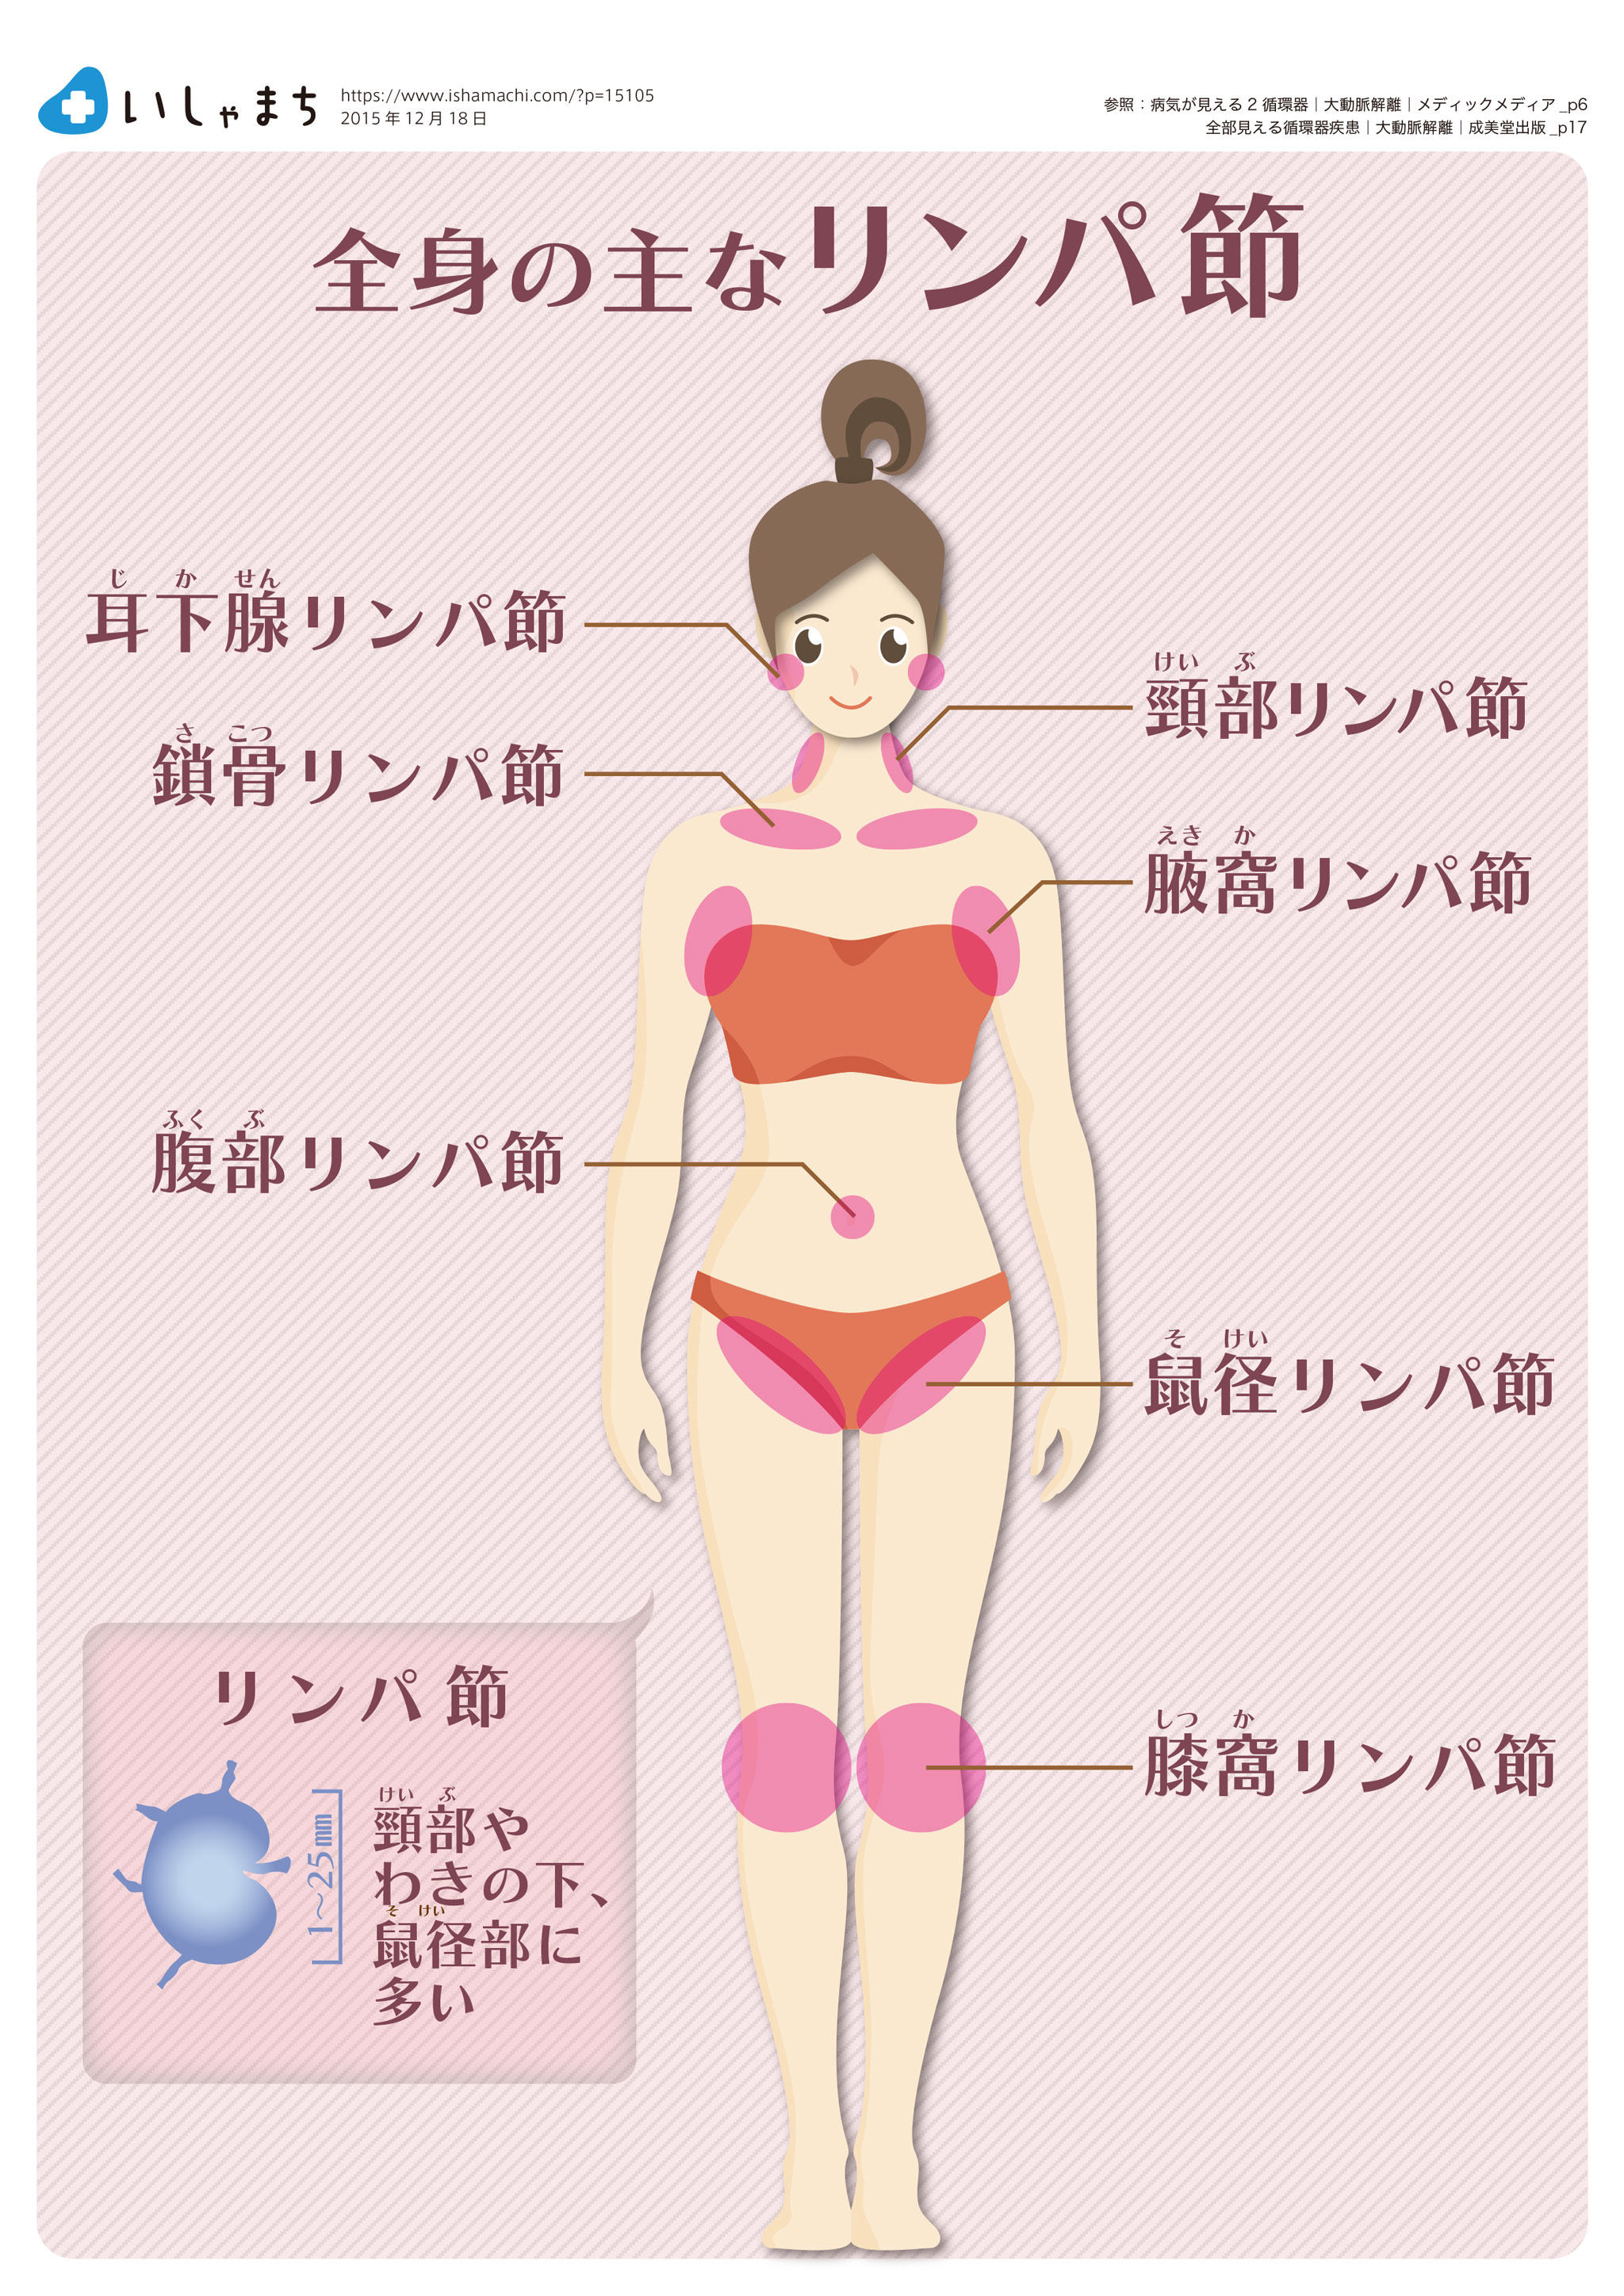 いしゃまち
https://www.ishamachi.com/?p=15105
2015年12月18日
参照：病気が見える2 循環器｜大動脈解離｜メディックメディア _p6
全部見える循環器疾患｜大動脈解離｜成美堂出版 _p17
全身の主なリンパ節
じ か せん
耳下腺リンパ節
けい ぶ
頸部リンパ節
さ こつ
鎖骨リンパ節
えき か
腋窩リンパ節
ふく ぶ
腹部リンパ節
そ けい
鼠径リンパ節
しつ か
膝窩リンパ節
リンパ節
1〜25mm
けい ぶ
頸部や
わきの下、
そ けい
鼠径部に
多い